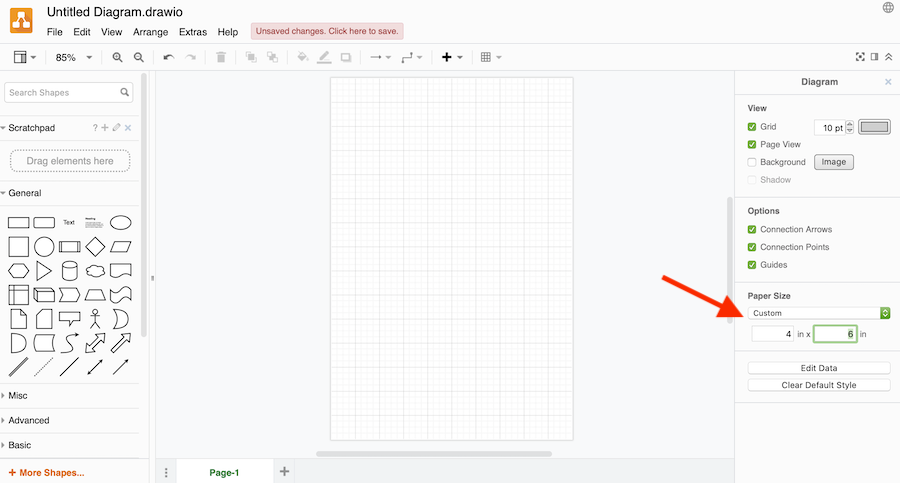 Untitled Diagram.drawio
File Edit View Arrange Extras Help Unsaved changes. Click here to save.
85%
Search Shapes
Scratchpad ?
Drag elements here
General
Text
Heading
Misc
Advanced
Basic
+ More Shapes...
Page-1
Diagram
View
Grid 10 pt
Page View
Background Image
Shadow
Options
Connection Arrows
Connection Points
Guides
Paper Size
Custom
4 in x 6 in
Edit Data
Clear Default Style